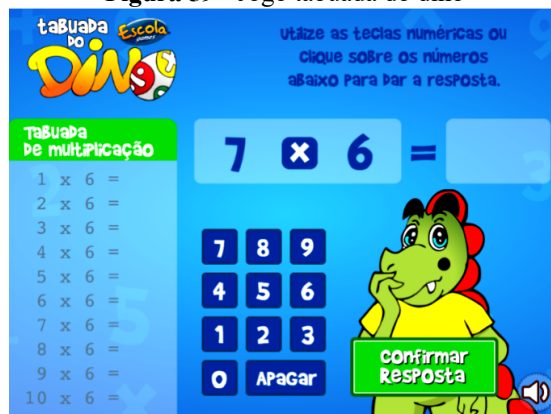 taBuaDa
DO
DINO
Escola
games
utilize as teclas numéricas ou
clique soBre os números
aBaixo Para Dar a resPosta.
TaBuada
De multiPlicação
7 x 6 =
1 x 6 =
2 x 6 =
3 x 6 =
4 x 6 =
5 x 6 =
6 x 6 =
7 x 6 =
8 x 6 =
9 x 6 =
10 x 6 =
7 8 9
4 5 6
1 2 3
0 APaGar
confirmar
ResPosta